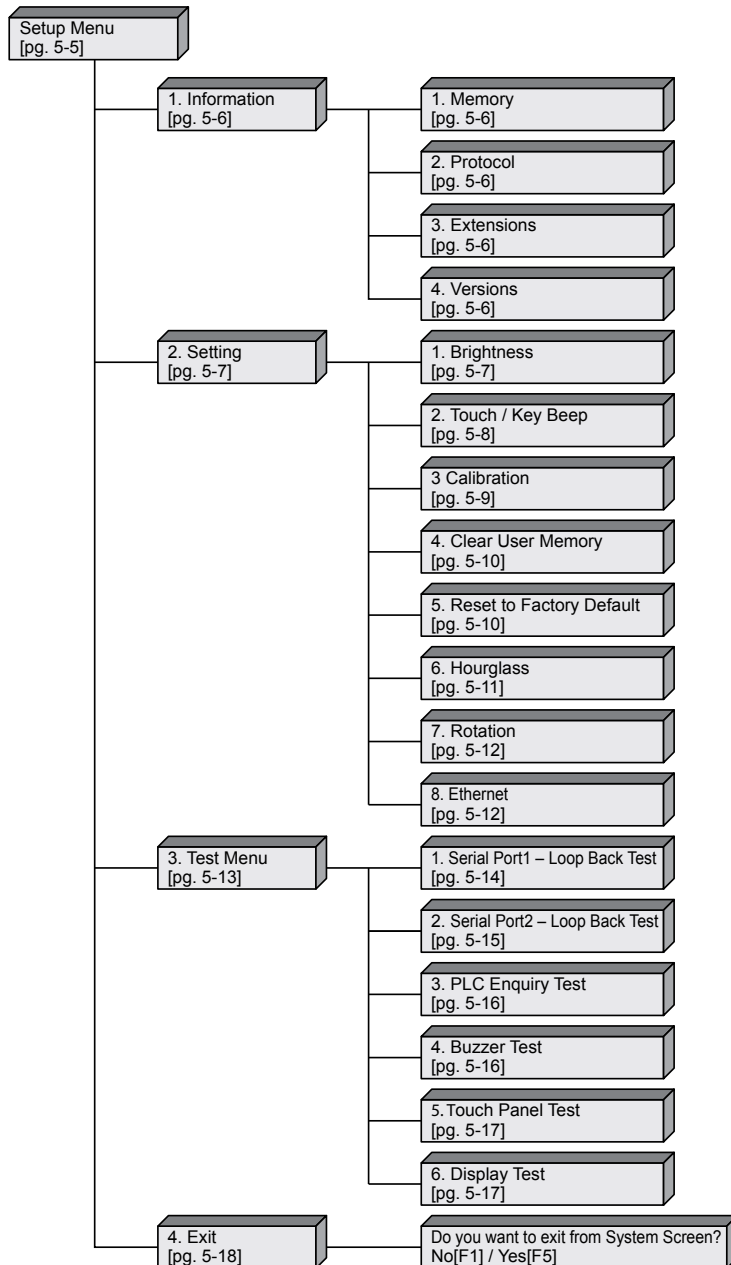 Setup Menu
[pg. 5-5]
1. Information
[pg. 5-6]
1. Memory
[pg. 5-6]
2. Protocol
[pg. 5-6]
3. Extensions
[pg. 5-6]
4. Versions
[pg. 5-6]
2. Setting
[pg. 5-7]
1. Brightness
[pg. 5-7]
2. Touch / Key Beep
[pg. 5-8]
3 Calibration
[pg. 5-9]
4. Clear User Memory
[pg. 5-10]
5. Reset to Factory Default
[pg. 5-10]
6. Hourglass
[pg. 5-11]
7. Rotation
[pg. 5-12]
8. Ethernet
[pg. 5-12]
3. Test Menu
[pg. 5-13]
1. Serial Port1 – Loop Back Test
[pg. 5-14]
2. Serial Port2 – Loop Back Test
[pg. 5-15]
3. PLC Enquiry Test
[pg. 5-16]
4. Buzzer Test
[pg. 5-16]
5.Touch Panel Test
[pg. 5-17]
6. Display Test
[pg. 5-17]
4. Exit
[pg. 5-18]
Do you want to exit from System Screen?
No[F1] / Yes[F5]